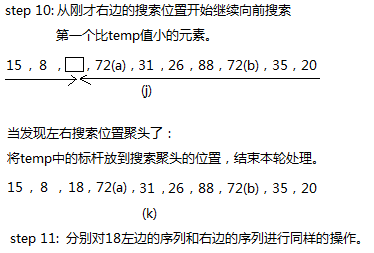 step 10: 从刚才右边的搜索位置开始继续向前搜索
第一个比temp值小的元素。
15 , 8 , , 72(a) , 31 , 26 , 88 , 72(b) , 35 , 20
(j)
当发现左右搜索位置聚头了：
将temp中的标杆放到搜索聚头的位置，结束本轮处理。
15 , 8 , 18 , 72(a) , 31 , 26 , 88 , 72(b) , 35 , 20
(k)
step 11: 分别对18左边的序列和右边的序列进行同样的操作。